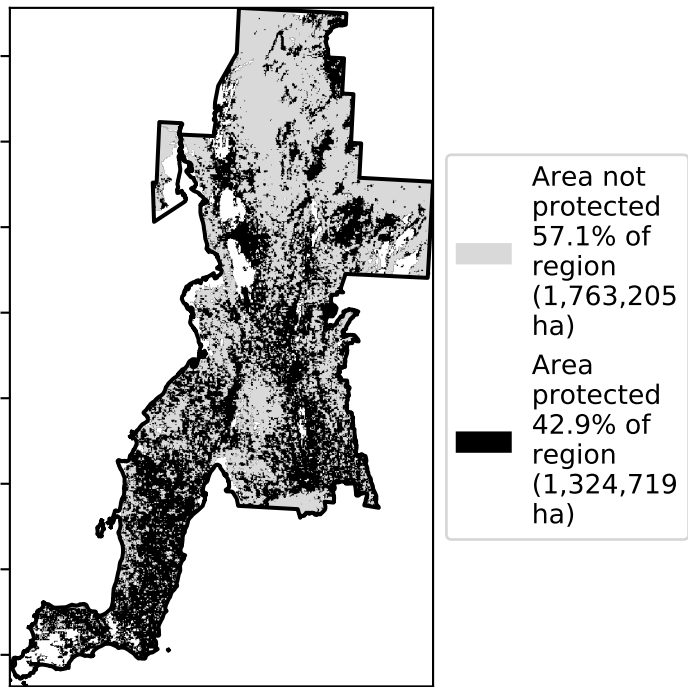 Area not
protected
57.1% of
region
(1,763,205
ha)
Area
protected
42.9% of
region
(1,324,719
ha)